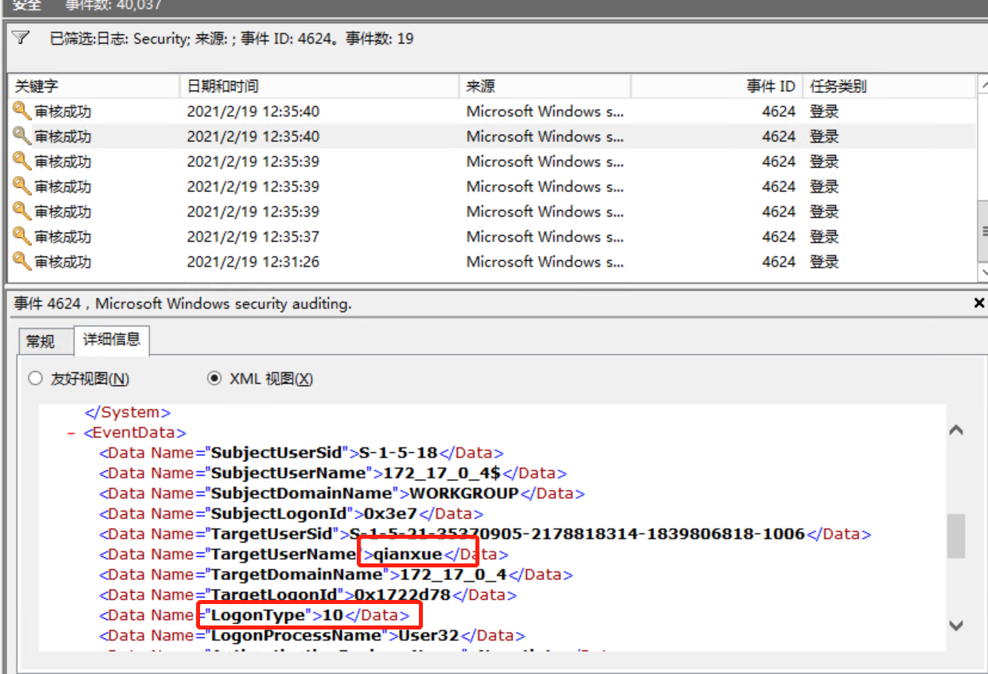 安全 事件数: 40,037
已筛选:日志: Security; 来源: ; 事件 ID: 4624。事件数: 19
关键字 日期和时间 来源 事件 ID 任务类别
审核成功 2021/2/19 12:35:40 Microsoft Windows s... 4624 登录
审核成功 2021/2/19 12:35:40 Microsoft Windows s... 4624 登录
审核成功 2021/2/19 12:35:39 Microsoft Windows s... 4624 登录
审核成功 2021/2/19 12:35:39 Microsoft Windows s... 4624 登录
审核成功 2021/2/19 12:35:39 Microsoft Windows s... 4624 登录
审核成功 2021/2/19 12:35:37 Microsoft Windows s... 4624 登录
审核成功 2021/2/19 12:31:26 Microsoft Windows s... 4624 登录
事件 4624，Microsoft Windows security auditing.
常规 详细信息
友好视图(N) XML 视图(X)
</System>
- <EventData>
<Data Name="SubjectUserSid">S-1-5-18</Data>
<Data Name="SubjectUserName">172_17_0_4$</Data>
<Data Name="SubjectDomainName">WORKGROUP</Data>
<Data Name="SubjectLogonId">0x3e7</Data>
<Data Name="TargetUserSid">S-1-5-21-35370905-2178818314-1839806818-1006</Data>
<Data Name="TargetUserName">qianxue</Data>
<Data Name="TargetDomainName">172_17_0_4</Data>
<Data Name="TargetLogonId">0x1722d78</Data>
<Data Name="LogonType">10</Data>
<Data Name="LogonProcessName">User32</Data>